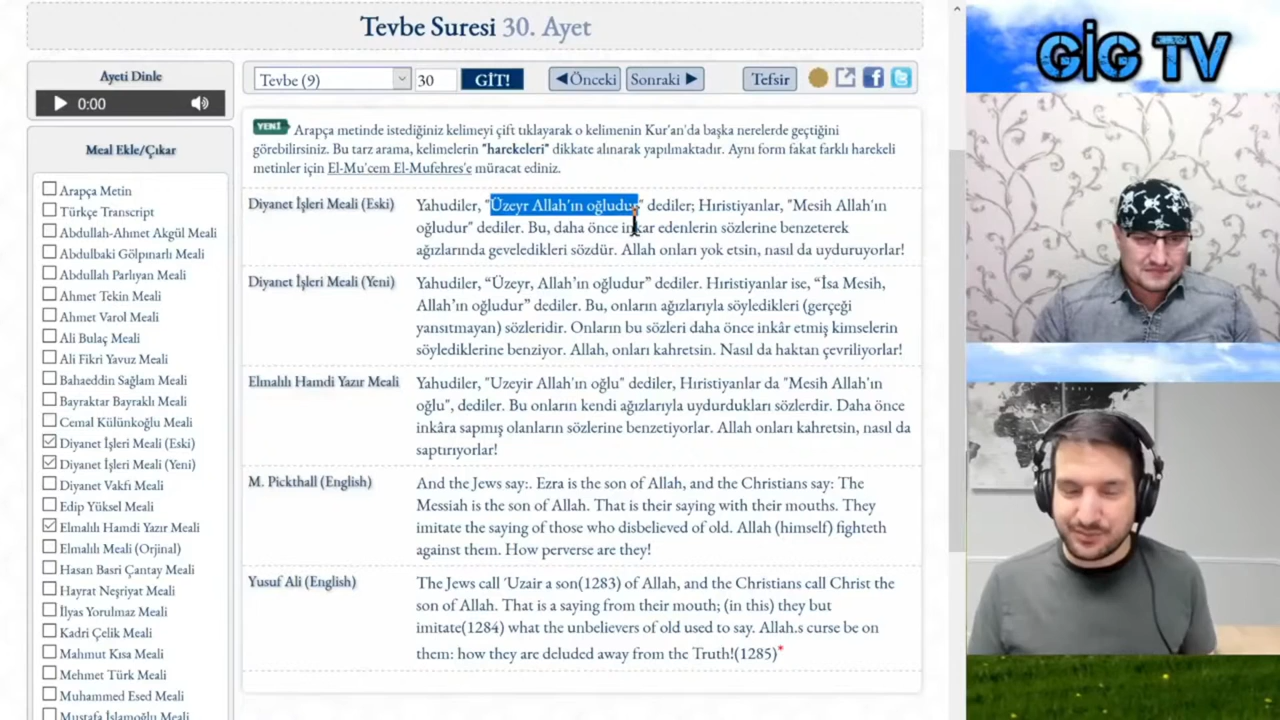 Tevbe Suresi 30. Ayet
GİG TV
Ayeti Dinle
0:00
Meal Ekle/Çıkar
Arapça Metin
Türkçe Transcript
Abdullah-Ahmet Akgül Meali
Abdulbaki Gölpınarlı Meali
Abdullah Parlıyan Meali
Ahmet Tekin Meali
Ahmet Varol Meali
Ali Bulaç Meali
Ali Fikri Yavuz Meali
Bahaeddin Sağlam Meali
Bayraktar Bayraklı Meali
Cemal Külünkoğlu Meali
Diyanet İşleri Meali (Eski)
Diyanet İşleri Meali (Yeni)
Diyanet Vakfı Meali
Edip Yüksel Meali
Elmalılı Hamdi Yazır Meali
Elmalılı Meali (Orjinal)
Hasan Basri Çantay Meali
Hayrat Neşriyat Meali
İlyas Yorulmaz Meali
Kadri Çelik Meali
Mahmut Kısa Meali
Mehmet Türk Meali
Muhammed Esed Meali
Mustafa İslamoğlu Meali
Tevbe (9) 30 GİT! ◀Önceki Sonraki ▶ Tefsir
YENİ Arapça metinde istediğiniz kelimeyi çift tıklayarak o kelimenin Kur'an'da başka nerelerde geçtiğini
görebilirsiniz. Bu tarz arama, kelimelerin "harekeleri" dikkate alınarak yapılmaktadır. Aynı form fakat farklı harekeli
metinler için El-Mu'cem El-Mufehres'e müracat ediniz.
Diyanet İşleri Meali (Eski)
Yahudiler, "Üzeyr Allah'ın oğludur" dediler; Hıristiyanlar, "Mesih Allah'ın
oğludur" dediler. Bu, daha önce inkar edenlerin sözlerine benzeterek
ağızlarında geveledikleri sözdür. Allah onları yok etsin, nasıl da uyduruyorlar!
Diyanet İşleri Meali (Yeni)
Yahudiler, “Üzeyr, Allah’ın oğludur” dediler. Hıristiyanlar ise, “İsa Mesih,
Allah’ın oğludur” dediler. Bu, onların ağızlarıyla söyledikleri (gerçeği
yansıtmayan) sözleridir. Onların bu sözleri daha önce inkâr etmiş kimselerin
söylediklerine benziyor. Allah, onları kahretsin. Nasıl da haktan çevriliyorlar!
Elmalılı Hamdi Yazır Meali
Yahudiler, "Uzeyir Allah'ın oğlu" dediler, Hıristiyanlar da "Mesih Allah'ın
oğlu", dediler. Bu onların kendi ağızlarıyla uydurdukları sözlerdir. Daha önce
inkâra sapmış olanların sözlerine benzetiyorlar. Allah onları kahretsin, nasıl da
saptırıyorlar!
M. Pickthall (English)
And the Jews say:. Ezra is the son of Allah, and the Christians say: The
Messiah is the son of Allah. That is their saying with their mouths. They
imitate the saying of those who disbelieved of old. Allah (himself) fighteth
against them. How perverse are they!
Yusuf Ali (English)
The Jews call ´Uzair a son(1283) of Allah, and the Christians call Christ the
son of Allah. That is a saying from their mouth; (in this) they but
imitate(1284) what the unbelievers of old used to say. Allah.s curse be on
them: how they are deluded away from the Truth!(1285)*